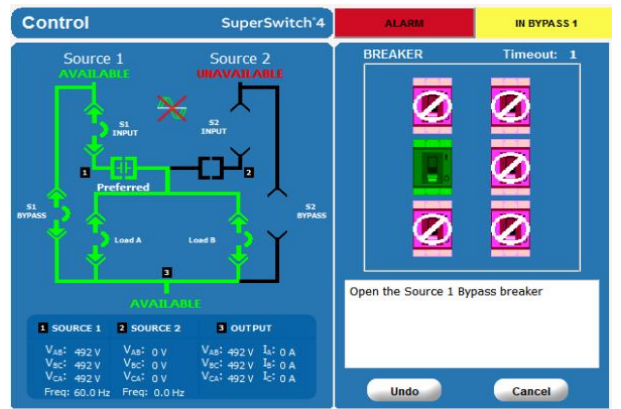 Control SuperSwitch®4 ALARM IN BYPASS 1
Source 1 Source 2
AVAILABLE UNAVAILABLE
S1 INPUT
S2 INPUT
1
2
Preferred
S1 BYPASS
S2 BYPASS
Load A Load B
3
AVAILABLE
1 SOURCE 1
VAB: 492 V
VBC: 492 V
VCA: 492 V
Freq: 60.0 Hz
2 SOURCE 2
VAB: 0 V
VBC: 0 V
VCA: 0 V
Freq: 0.0 Hz
3 OUTPUT
VAB: 492 V IA: 0 A
VBC: 492 V IB: 0 A
VCA: 492 V IC: 0 A
BREAKER Timeout: 1
Open the Source 1 Bypass breaker
Undo Cancel